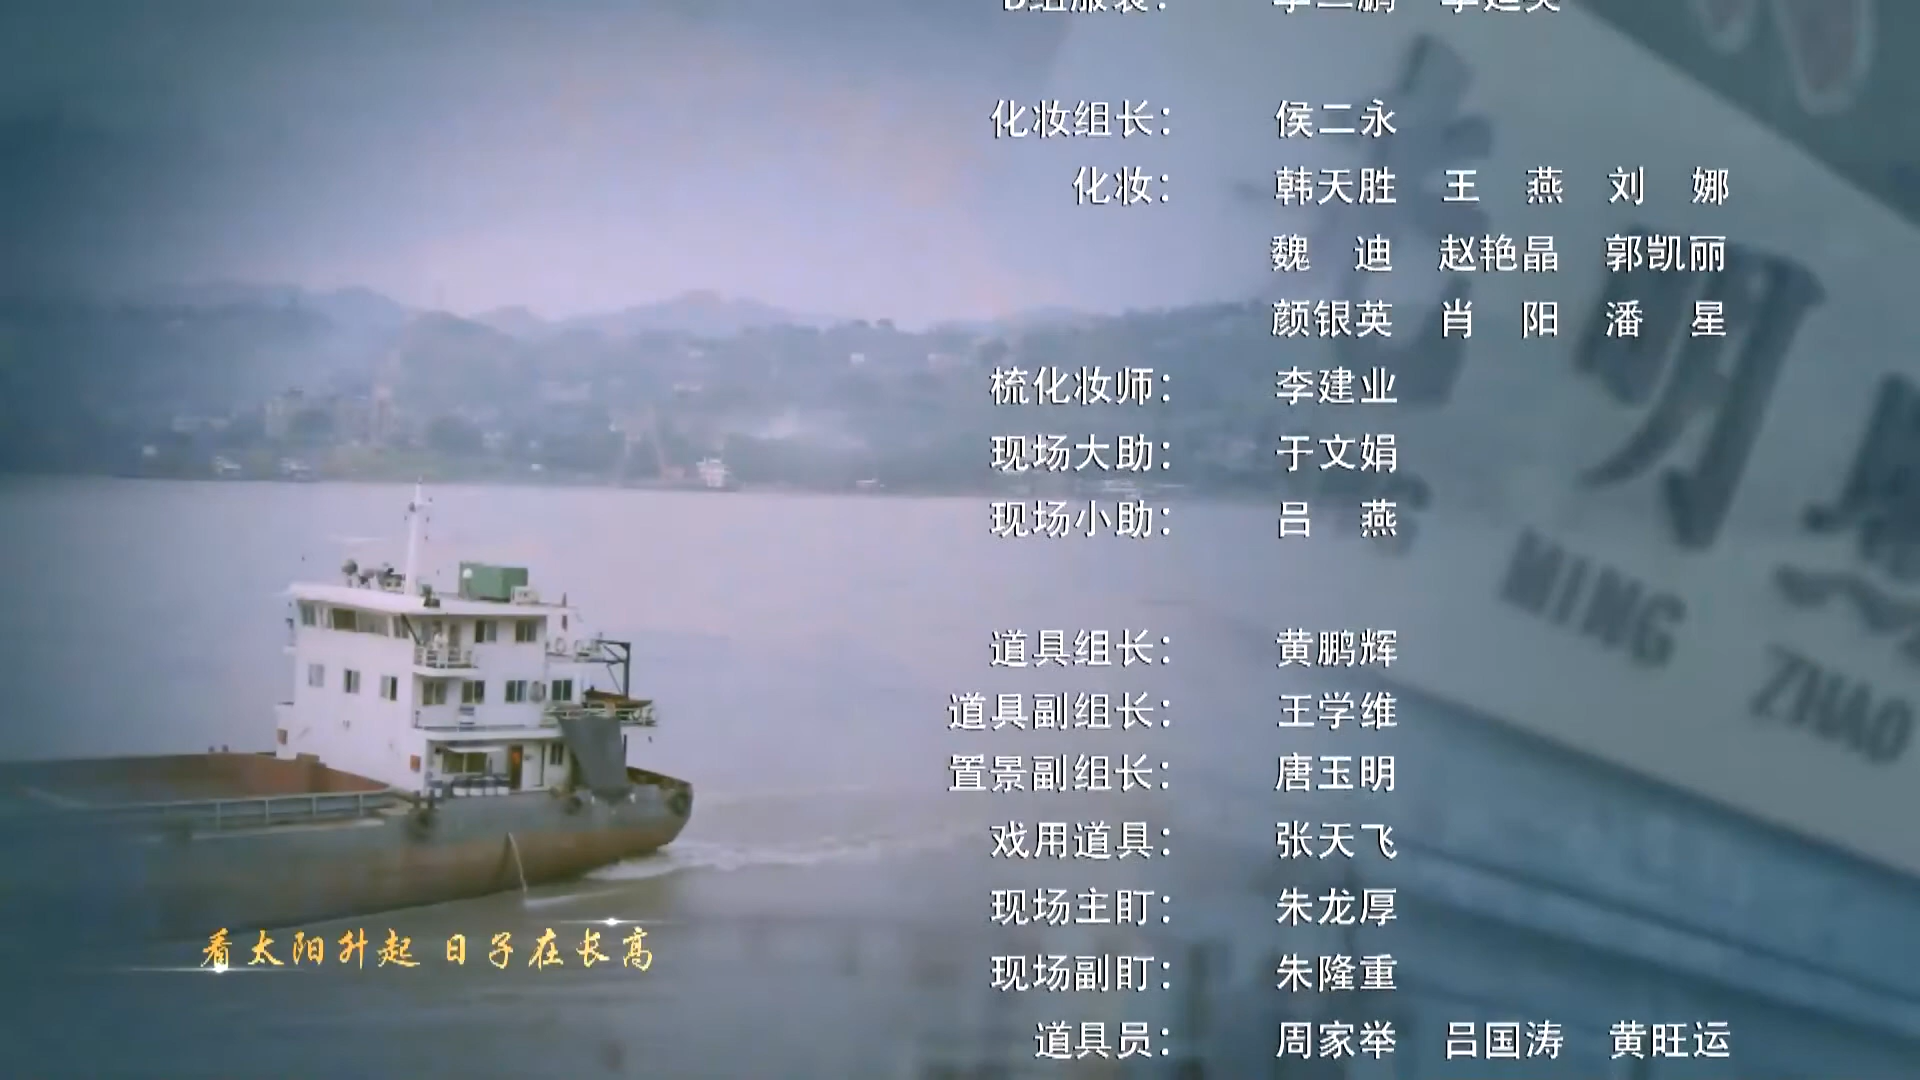 化妆组长： 侯二永
化妆： 韩天胜 王 燕 刘 娜
魏 迪 赵艳晶 郭凯丽
颜银英 肖 阳 潘 星
梳化妆师： 李建业
现场大助： 于文娟
现场小助： 吕 燕
道具组长： 黄鹏辉
道具副组长： 王学维
置景副组长： 唐玉明
戏用道具： 张天飞
现场主盯： 朱龙厚
现场副盯： 朱隆重
道具员： 周家举 吕国涛 黄旺运
看太阳升起 日子在长高
光明
MING
ZHAO